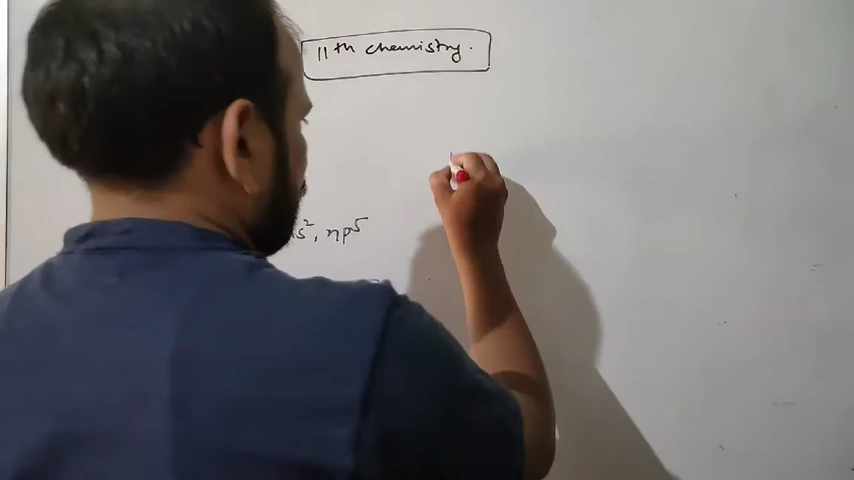 11th chemistry.
s², np⁵